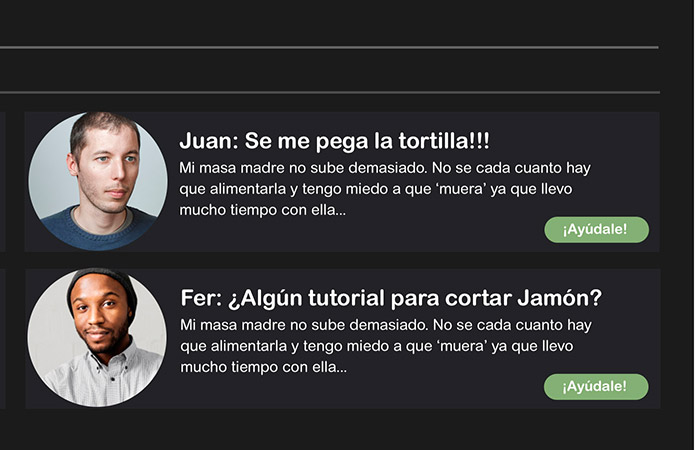 Juan: Se me pega la tortilla!!!
Mi masa madre no sube demasiado. No se cada cuanto hay
que alimentarla y tengo miedo a que ‘muera’ ya que llevo
mucho tiempo con ella...
¡Ayúdale!
Fer: ¿Algún tutorial para cortar Jamón?
Mi masa madre no sube demasiado. No se cada cuanto hay
que alimentarla y tengo miedo a que ‘muera’ ya que llevo
mucho tiempo con ella...
¡Ayúdale!